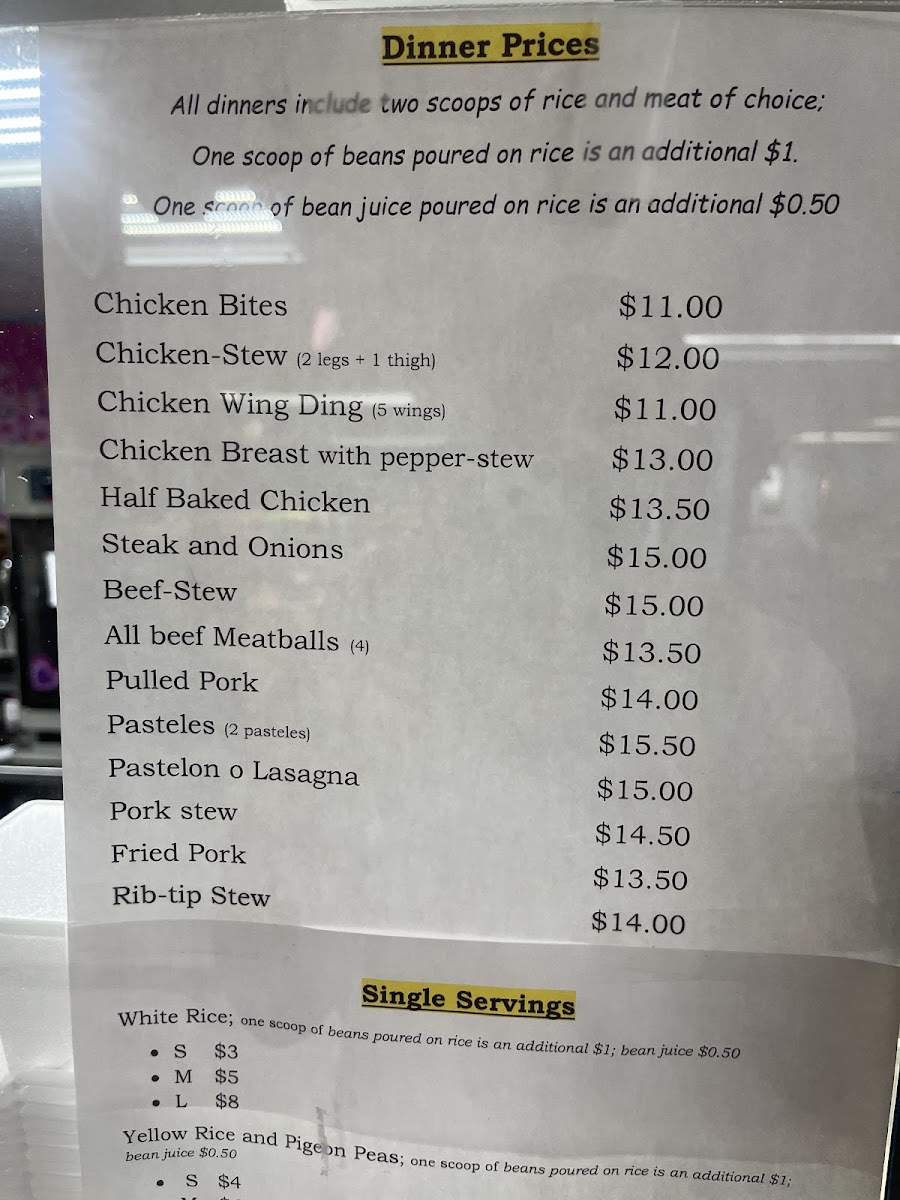 Dinner Prices
All dinners include two scoops of rice and meat of choice;
One scoop of beans poured on rice is an additional $1.
One scoop of bean juice poured on rice is an additional $0.50
Chicken Bites $11.00
Chicken-Stew (2 legs + 1 thigh) $12.00
Chicken Wing Ding (5 wings) $11.00
Chicken Breast with pepper-stew $13.00
Half Baked Chicken $13.50
Steak and Onions $15.00
Beef-Stew $15.00
All beef Meatballs (4) $13.50
Pulled Pork $14.00
Pasteles (2 pasteles) $15.50
Pastelon o Lasagna $15.00
Pork stew $14.50
Fried Pork $13.50
Rib-tip Stew $14.00
Single Servings
White Rice; one scoop of beans poured on rice is an additional $1; bean juice $0.50
• S $3
• M $5
• L $8
Yellow Rice and Pigeon Peas; one scoop of beans poured on rice is an additional $1;
bean juice $0.50
• S $4